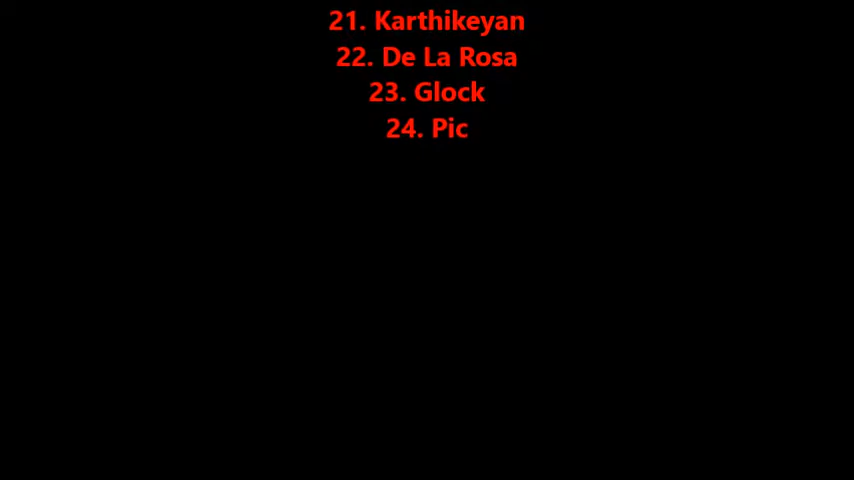 21. Karthikeyan
22. De La Rosa
23. Glock
24. Pic